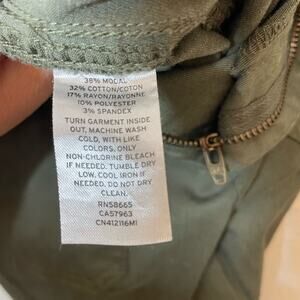 38% MODAL
32% COTTON/COTON
17% RAYON/RAYONNE
10% POLYESTER
3% SPANDEX
TURN GARMENT INSIDE
OUT, MACHINE WASH
COLD, WITH LIKE
COLORS, ONLY
NON-CHLORINE BLEACH
IF NEEDED. TUMBLE DRY
LOW. COOL IRON IF
NEEDED. DO NOT DRY
CLEAN.
RN58665
CA57963
CN412116MI